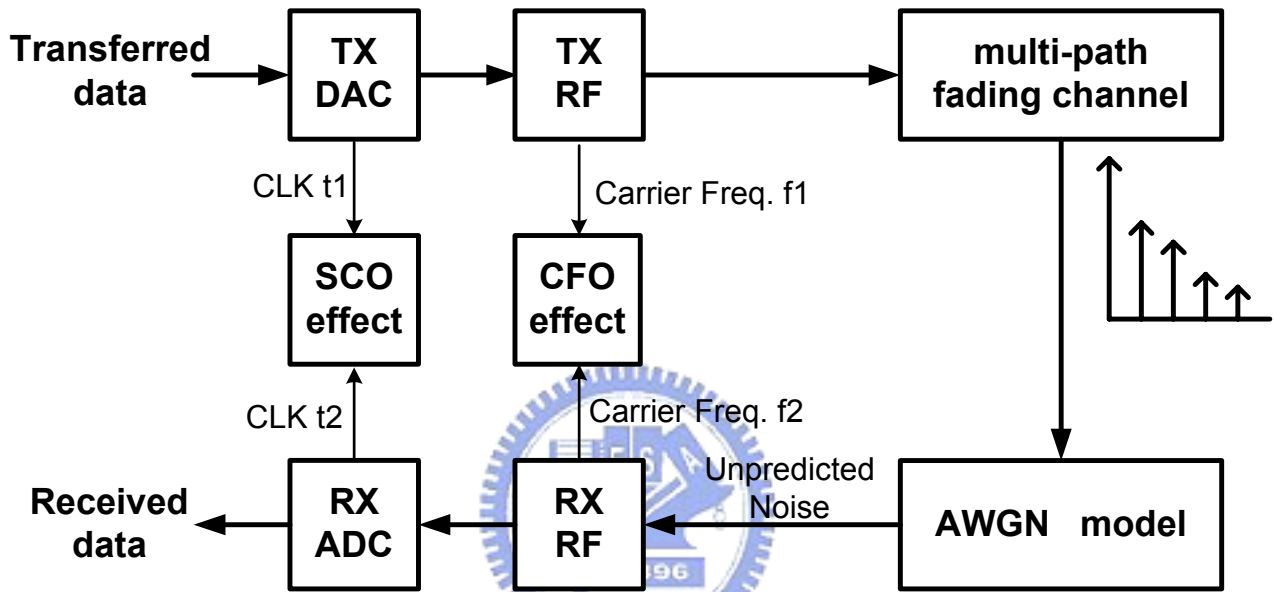 Transferred
data
TX
DAC
TX
RF
multi-path
fading channel
CLK t1
Carrier Freq. f1
SCO
effect
CFO
effect
CLK t2
Carrier Freq. f2
Received
data
RX
ADC
RX
RF
Unpredicted
Noise
AWGN model